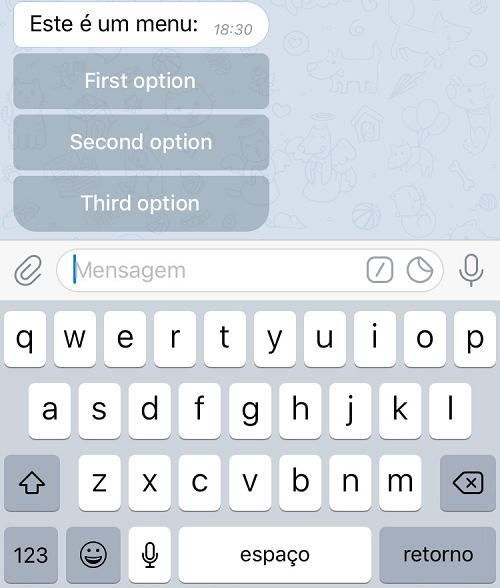 Este é um menu: 18:30
First option
Second option
Third option
Mensagem
q w e r t y u i o p
a s d f g h j k l
z x c v b n m
123 espaço retorno